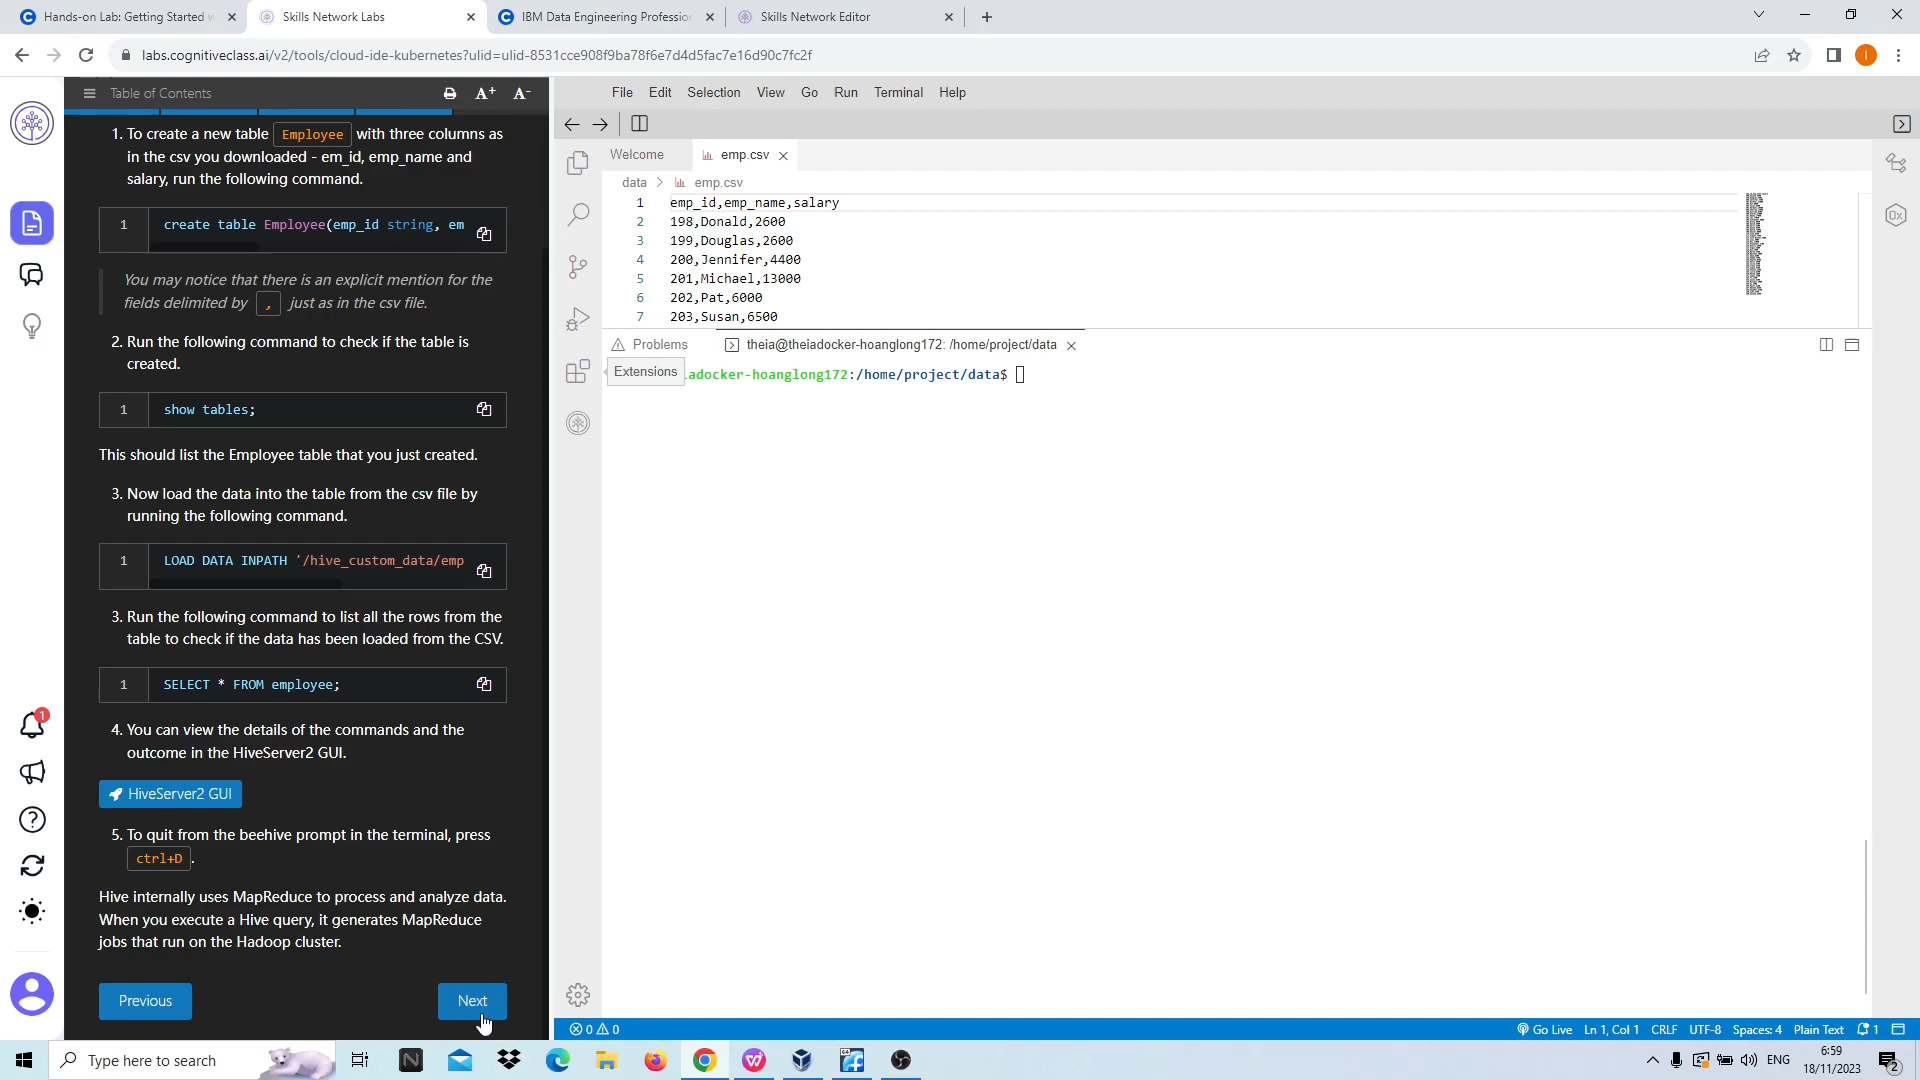 Hands-on Lab: Getting Started w
Skills Network Labs
IBM Data Engineering Profession
Skills Network Editor
labs.cognitiveclass.ai/v2/tools/cloud-ide-kubernetes?ulid=ulid-8531cce908f9ba78f6e7d4d5fac7e16d90c7fc2f
I
Table of Contents
A+
A-
File Edit Selection View Go Run Terminal Help
1. To create a new table Employee with three columns as
in the csv you downloaded - em_id, emp_name and
salary, run the following command.
1 create table Employee(emp_id string, em
You may notice that there is an explicit mention for the
fields delimited by , just as in the csv file.
2. Run the following command to check if the table is
created.
1 show tables;
This should list the Employee table that you just created.
3. Now load the data into the table from the csv file by
running the following command.
1 LOAD DATA INPATH '/hive_custom_data/emp
3. Run the following command to list all the rows from the
table to check if the data has been loaded from the CSV.
1 SELECT * FROM employee;
4. You can view the details of the commands and the
outcome in the HiveServer2 GUI.
HiveServer2 GUI
5. To quit from the beehive prompt in the terminal, press
ctrl+D.
Hive internally uses MapReduce to process and analyze data.
When you execute a Hive query, it generates MapReduce
jobs that run on the Hadoop cluster.
Previous
Next
1
Welcome
emp.csv
data > emp.csv
1 emp_id,emp_name,salary
2 198,Donald,2600
3 199,Douglas,2600
4 200,Jennifer,4400
5 201,Michael,13000
6 202,Pat,6000
7 203,Susan,6500
Problems
theia@theiadocker-hoanglong172: /home/project/data
Extensions
iadocker-hoanglong172:/home/project/data$
0x
0 0
Go Live
Ln 1, Col 1
CRLF
UTF-8
Spaces: 4
Plain Text
1
Type here to search
N
64
ENG
6:59
18/11/2023
2